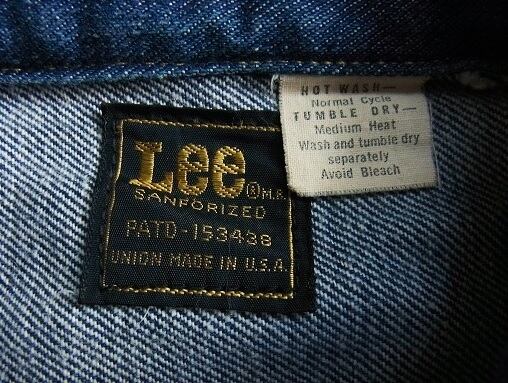 Lee ® M.R.
SANFORIZED
PATD-153438
UNION MADE IN U.S.A.
HOT WASH—
Normal Cycle
TUMBLE DRY—
Medium Heat
Wash and tumble dry
separately
Avoid Bleach